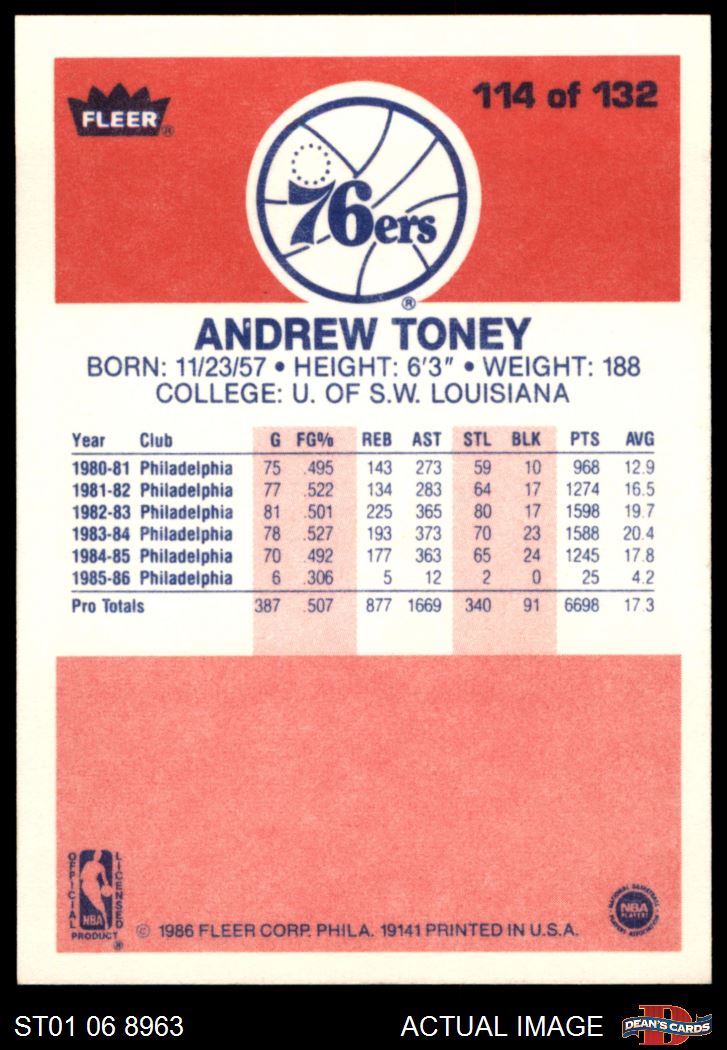 FLEER®
114 of 132
76ers
®
ANDREW TONEY
BORN: 11/23/57 • HEIGHT: 6'3" • WEIGHT: 188
COLLEGE: U. OF S.W. LOUISIANA
Year Club G FG% REB AST STL BLK PTS AVG
1980-81 Philadelphia 75 .495 143 273 59 10 968 12.9
1981-82 Philadelphia 77 .522 134 283 64 17 1274 16.5
1982-83 Philadelphia 81 .501 225 365 80 17 1598 19.7
1983-84 Philadelphia 78 .527 193 373 70 23 1588 20.4
1984-85 Philadelphia 70 .492 177 363 65 24 1245 17.8
1985-86 Philadelphia 6 .306 5 12 2 0 25 4.2
Pro Totals 387 .507 877 1669 340 91 6698 17.3
OFFICIAL
LICENSED
NBA
PRODUCT ®
© 1986 FLEER CORP. PHILA. 19141 PRINTED IN U.S.A.
NATIONAL BASKETBALL
NBA
PLAYERS
PLAYERS ASSOCIATION
ST01 06 8963
ACTUAL IMAGE
D
DEAN'S CARDS